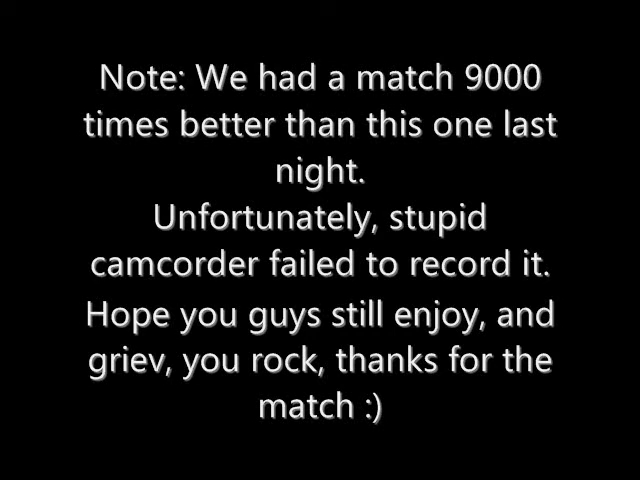 Note: We had a match 9000
times better than this one last
night.
Unfortunately, stupid
camcorder failed to record it.
Hope you guys still enjoy, and
griev, you rock, thanks for the
match :)